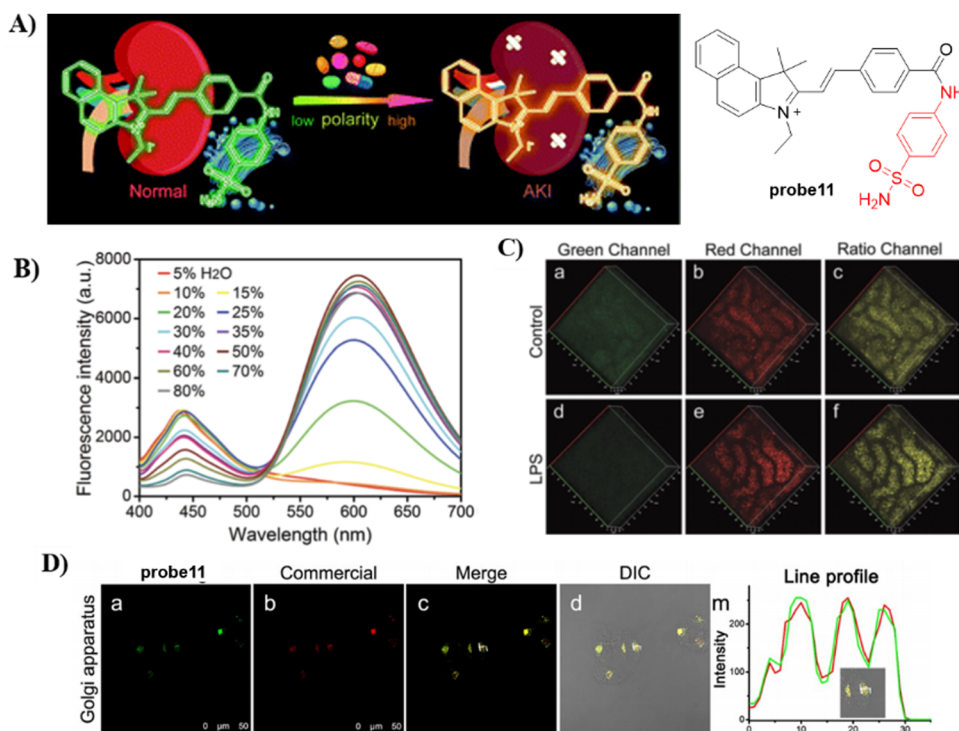 A)
low polarity high
Normal
AKI
O
NH
N
+
O
S
O
H₂N
probe11
B)
Fluorescence intensity (a.u.)
8000
6000
4000
2000
0
5% H2O
10% 15%
20% 25%
30% 35%
40% 50%
60% 70%
80%
400 450 500 550 600 650 700
Wavelength (nm)
C)
Green Channel Red Channel Ratio Channel
Control
a b c
LPS
d e f
D)
probe11 Commercial Merge DIC
Golgi apparatus
a b c d
0 μm 50
0 μm 50
m
Line profile
Intensity
200
100
0
0 10 20 30